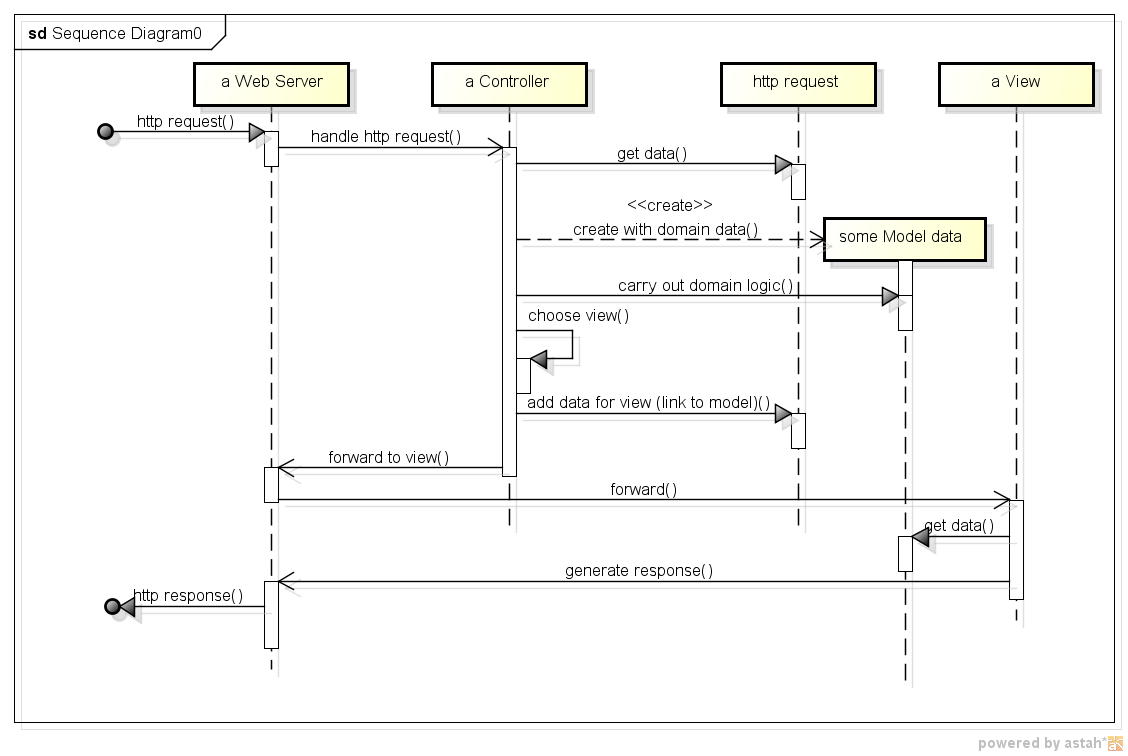 sd Sequence Diagram0
a Web Server
a Controller
http request
a View
http request()
handle http request()
get data()
<<create>>
create with domain data()
some Model data
carry out domain logic()
choose view()
add data for view (link to model)()
forward to view()
forward()
get data()
generate response()
http response()
powered by astah*